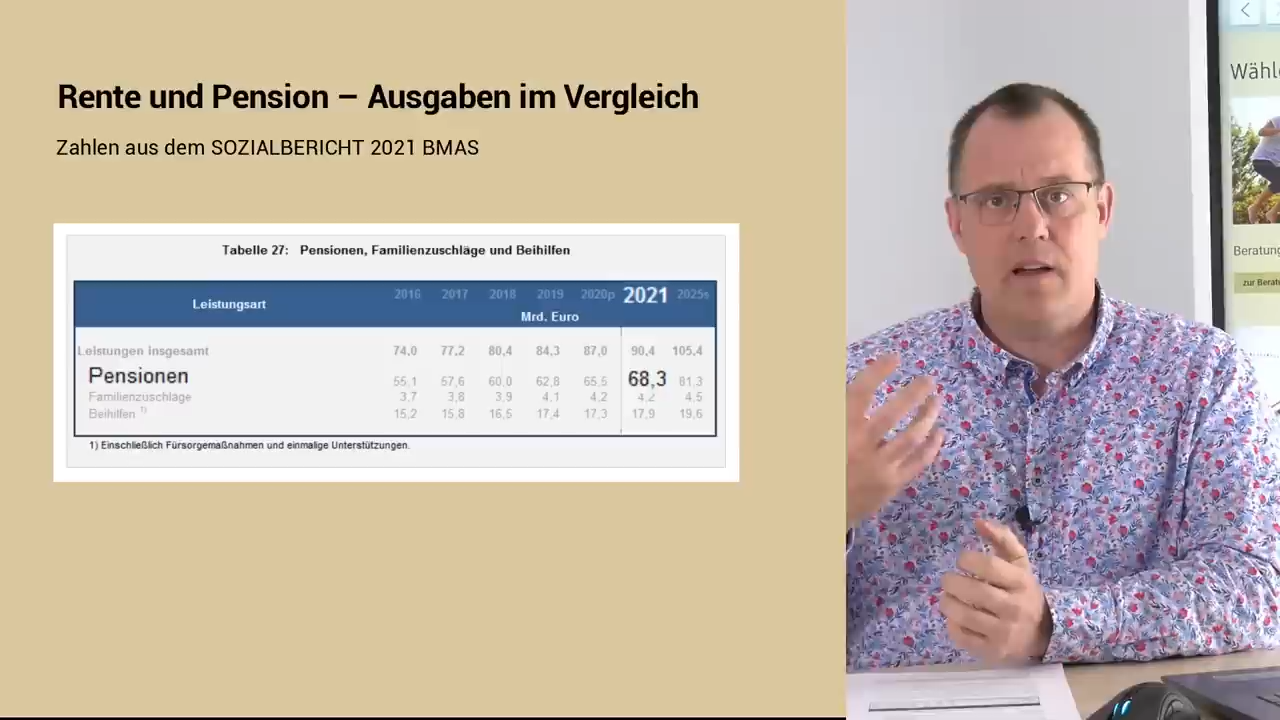 Rente und Pension – Ausgaben im Vergleich
Zahlen aus dem SOZIALBERICHT 2021 BMAS
Tabelle 27: Pensionen, Familienzuschläge und Beihilfen
Leistungsart 2016 2017 2018 2019 2020p 2021 2025s
Mrd. Euro
Leistungen insgesamt 74,0 77,2 80,4 84,3 87,0 90,4 105,4
Pensionen 55,1 57,6 60,0 62,8 65,5 68,3 81,3
Familienzuschläge 3,7 3,8 3,9 4,1 4,2 4,2 4,5
Beihilfen 1) 15,2 15,8 16,5 17,4 17,3 17,9 19,6
1) Einschließlich Fürsorgemaßnahmen und einmalige Unterstützungen.
Wähl
Beratung
zur Berat